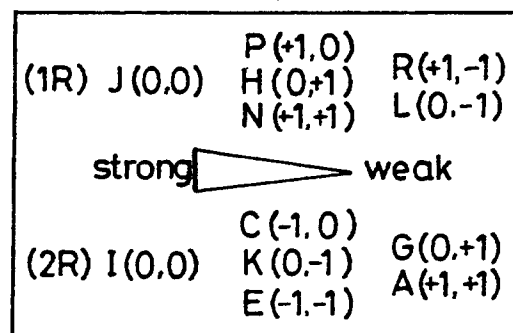 P(+1,0)
(1R) J(0,0) H(0,+1) R(+1,-1)
N(+1,+1) L(0,-1)
strong weak
C(-1,0)
(2R) I(0,0) K(0,-1) G(0,+1)
E(-1,-1) A(+1,+1)